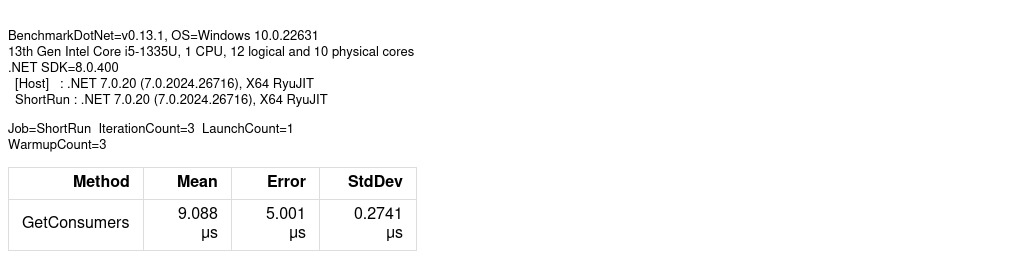 BenchmarkDotNet=v0.13.1, OS=Windows 10.0.22631
13th Gen Intel Core i5-1335U, 1 CPU, 12 logical and 10 physical cores
.NET SDK=8.0.400
[Host]   : .NET 7.0.20 (7.0.2024.26716), X64 RyuJIT
ShortRun : .NET 7.0.20 (7.0.2024.26716), X64 RyuJIT
Job=ShortRun  IterationCount=3  LaunchCount=1
WarmupCount=3
Method Mean Error StdDev
GetConsumers 9.088 μs 5.001 μs 0.2741 μs